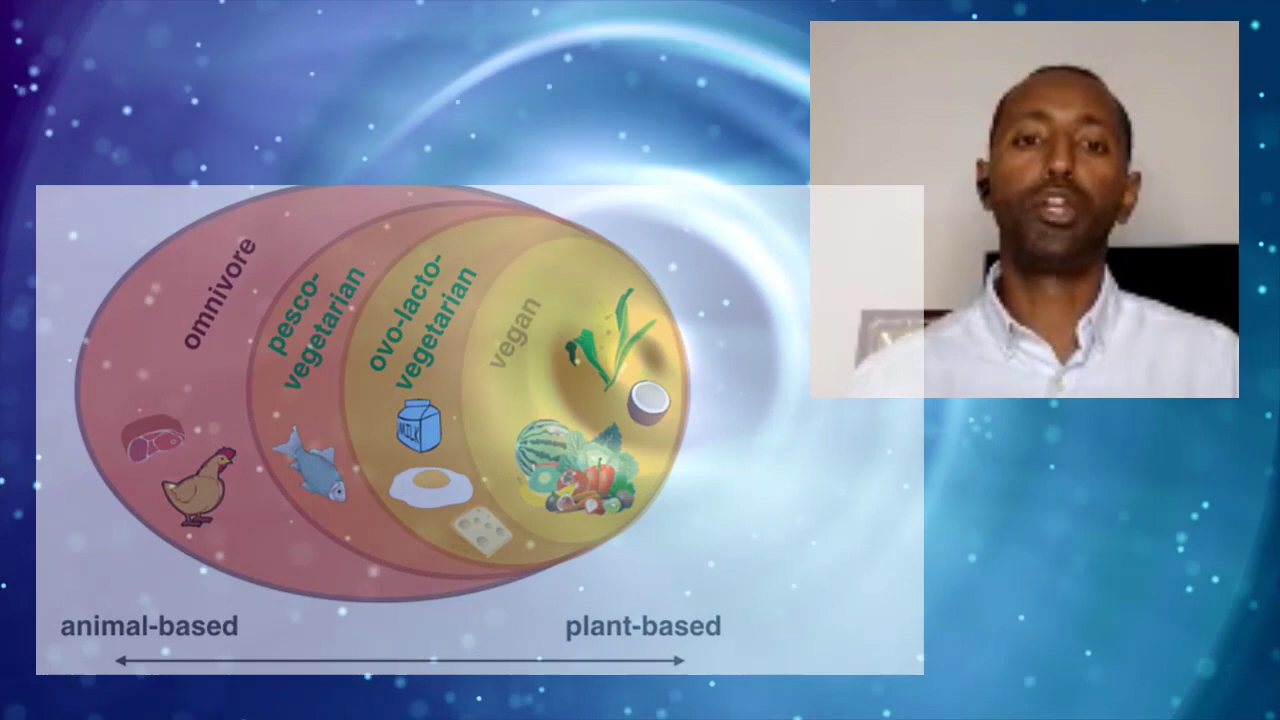 omnivore
pesco-
vegetarian
ovo-lacto-
vegetarian
vegan
MILK
animal-based
plant-based